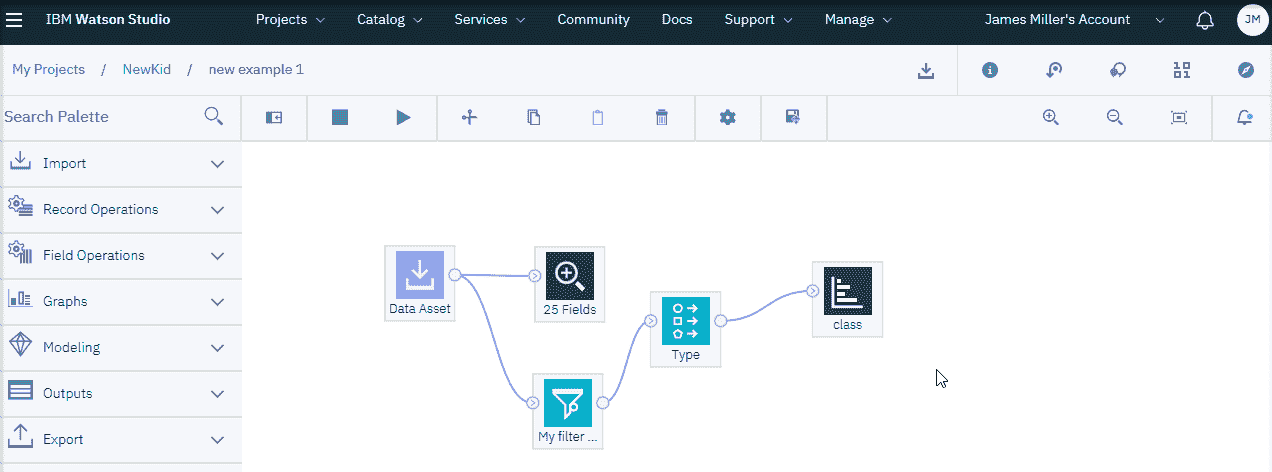 IBM Watson Studio Projects Catalog Services Community Docs Support Manage James Miller's Account JM
My Projects / NewKid / new example 1
Search Palette
Import
Record Operations
Field Operations
Graphs
Modeling
Outputs
Export
Data Asset
25 Fields
Type
class
My filter ...